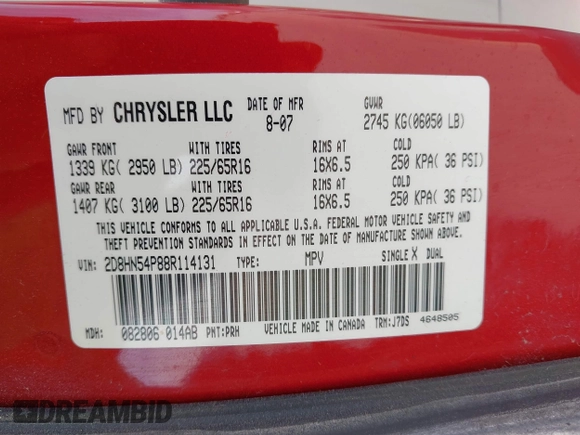 MFD BY CHRYSLER LLC DATE OF MFR 8-07 GVWR 2745 KG(06050 LB)
GAWR FRONT WITH TIRES RIMS AT COLD
1339 KG( 2950 LB) 225/65R16 16X6.5 250 KPA( 36 PSI)
GAWR REAR WITH TIRES RIMS AT COLD
1407 KG( 3100 LB) 225/65R16 16X6.5 250 KPA( 36 PSI)
THIS VEHICLE CONFORMS TO ALL APPLICABLE U.S.A. FEDERAL MOTOR VEHICLE SAFETY AND
THEFT PREVENTION STANDARDS IN EFFECT ON THE DATE OF MANUFACTURE SHOWN ABOVE.
VIN: 2D8HN54P88R114131 TYPE: MPV SINGLE X DUAL
MDH: 082806 014AB PNT:PRH VEHICLE MADE IN CANADA TRM:J7DS 4648505
DREAMBID